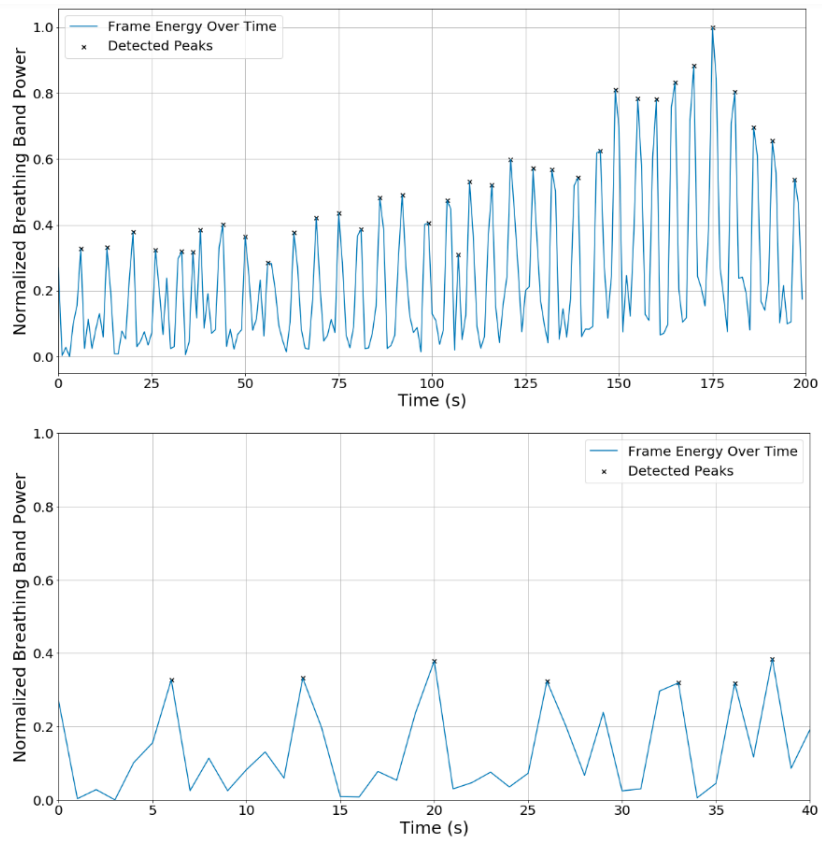 Frame Energy Over Time
Detected Peaks
Normalized Breathing Band Power
1.0
0.8
0.6
0.4
0.2
0.0
0 25 50 75 100 125 150 175 200
Time (s)
Frame Energy Over Time
Detected Peaks
Normalized Breathing Band Power
1.0
0.8
0.6
0.4
0.2
0.0
0 5 10 15 20 25 30 35 40
Time (s)